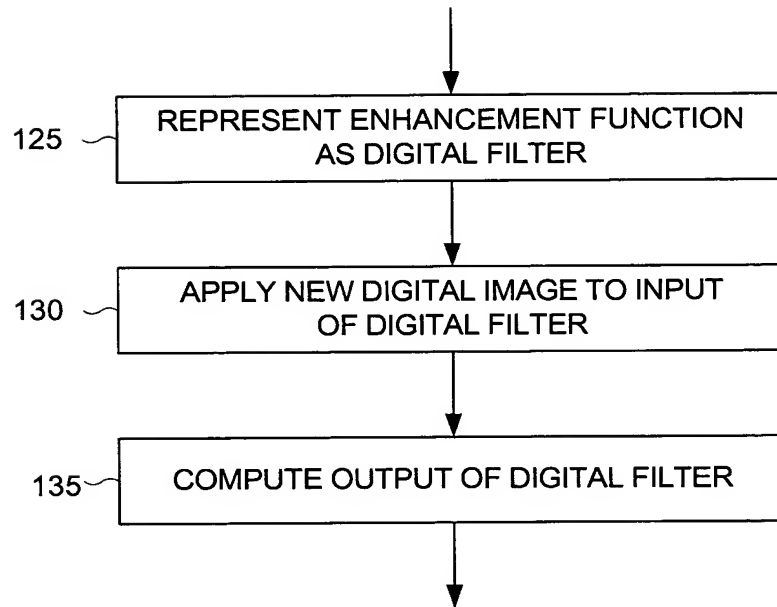 125
REPRESENT ENHANCEMENT FUNCTION
AS DIGITAL FILTER
130
APPLY NEW DIGITAL IMAGE TO INPUT
OF DIGITAL FILTER
135
COMPUTE OUTPUT OF DIGITAL FILTER